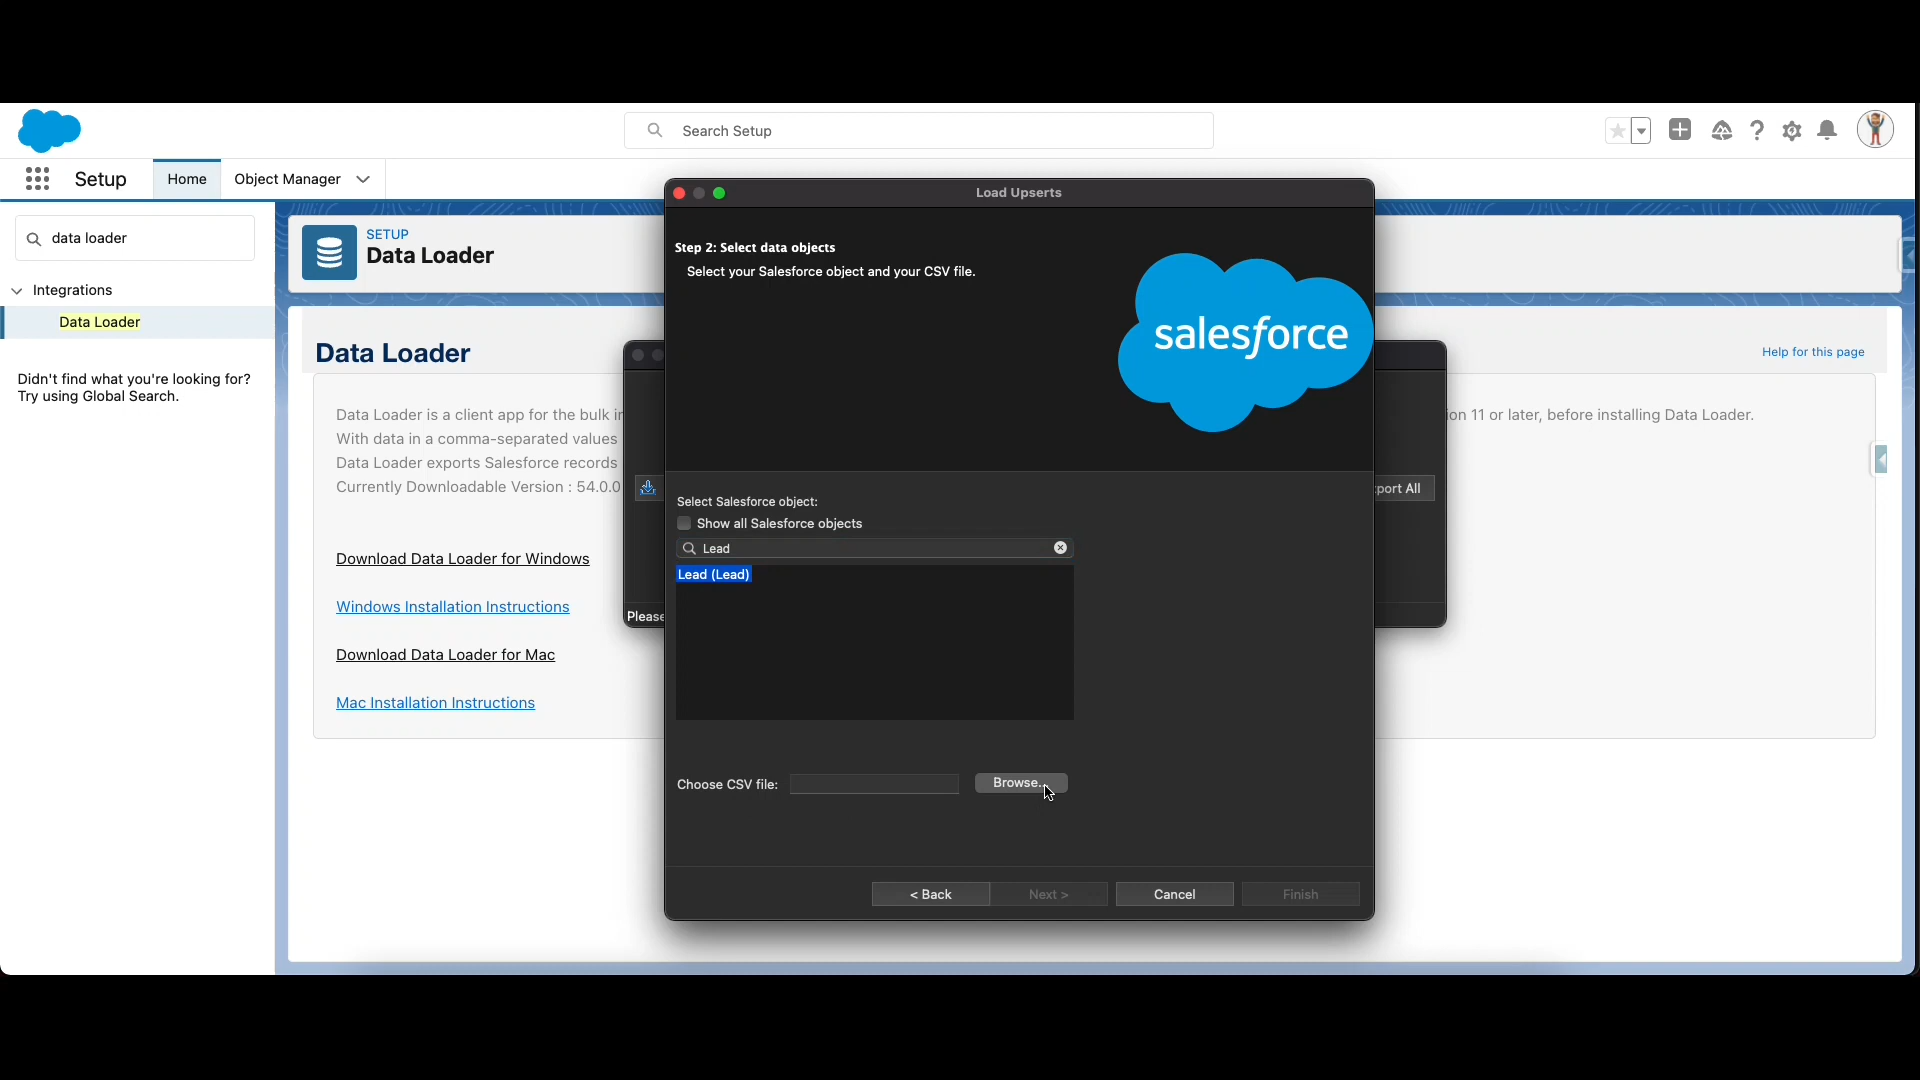 Search Setup
Setup
Home
Object Manager
data loader
Integrations
Data Loader
Didn't find what you're looking for?
Try using Global Search.
SETUP
Data Loader
Data Loader
Help for this page
Data Loader is a client app for the bulk
ion 11 or later, before installing Data Loader.
With data in a comma-separated values
Data Loader exports Salesforce records
Currently Downloadable Version : 54.0.0
Download Data Loader for Windows
Windows Installation Instructions
Download Data Loader for Mac
Mac Installation Instructions
port All
Please
Load Upserts
Step 2: Select data objects
Select your Salesforce object and your CSV file.
salesforce
Select Salesforce object:
Show all Salesforce objects
Lead
Lead (Lead)
Choose CSV file:
Browse...
< Back
Next >
Cancel
Finish